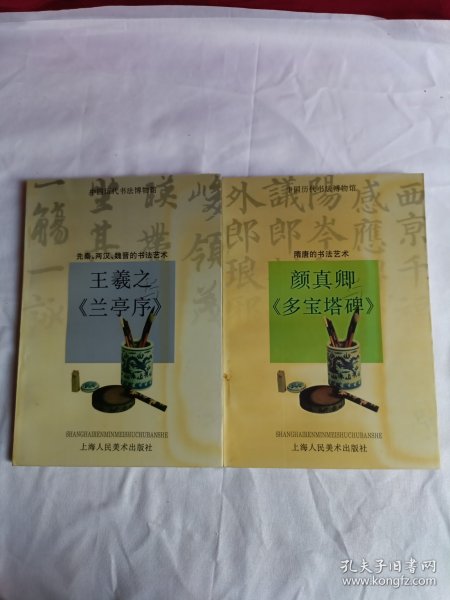 中国历代书法博物馆
先秦、两汉、魏晋的书法艺术
王羲之
《兰亭序》
SHANGHAIRENMINMEISHUCHUBANSHE
上海人民美术出版社
中国历代书法博物馆
隋唐的书法艺术
颜真卿
《多宝塔碑》
SHANGHAIRENMINMEISHUCHUBANSHE
上海人民美术出版社
孔夫子旧书网
www.kongfz.com